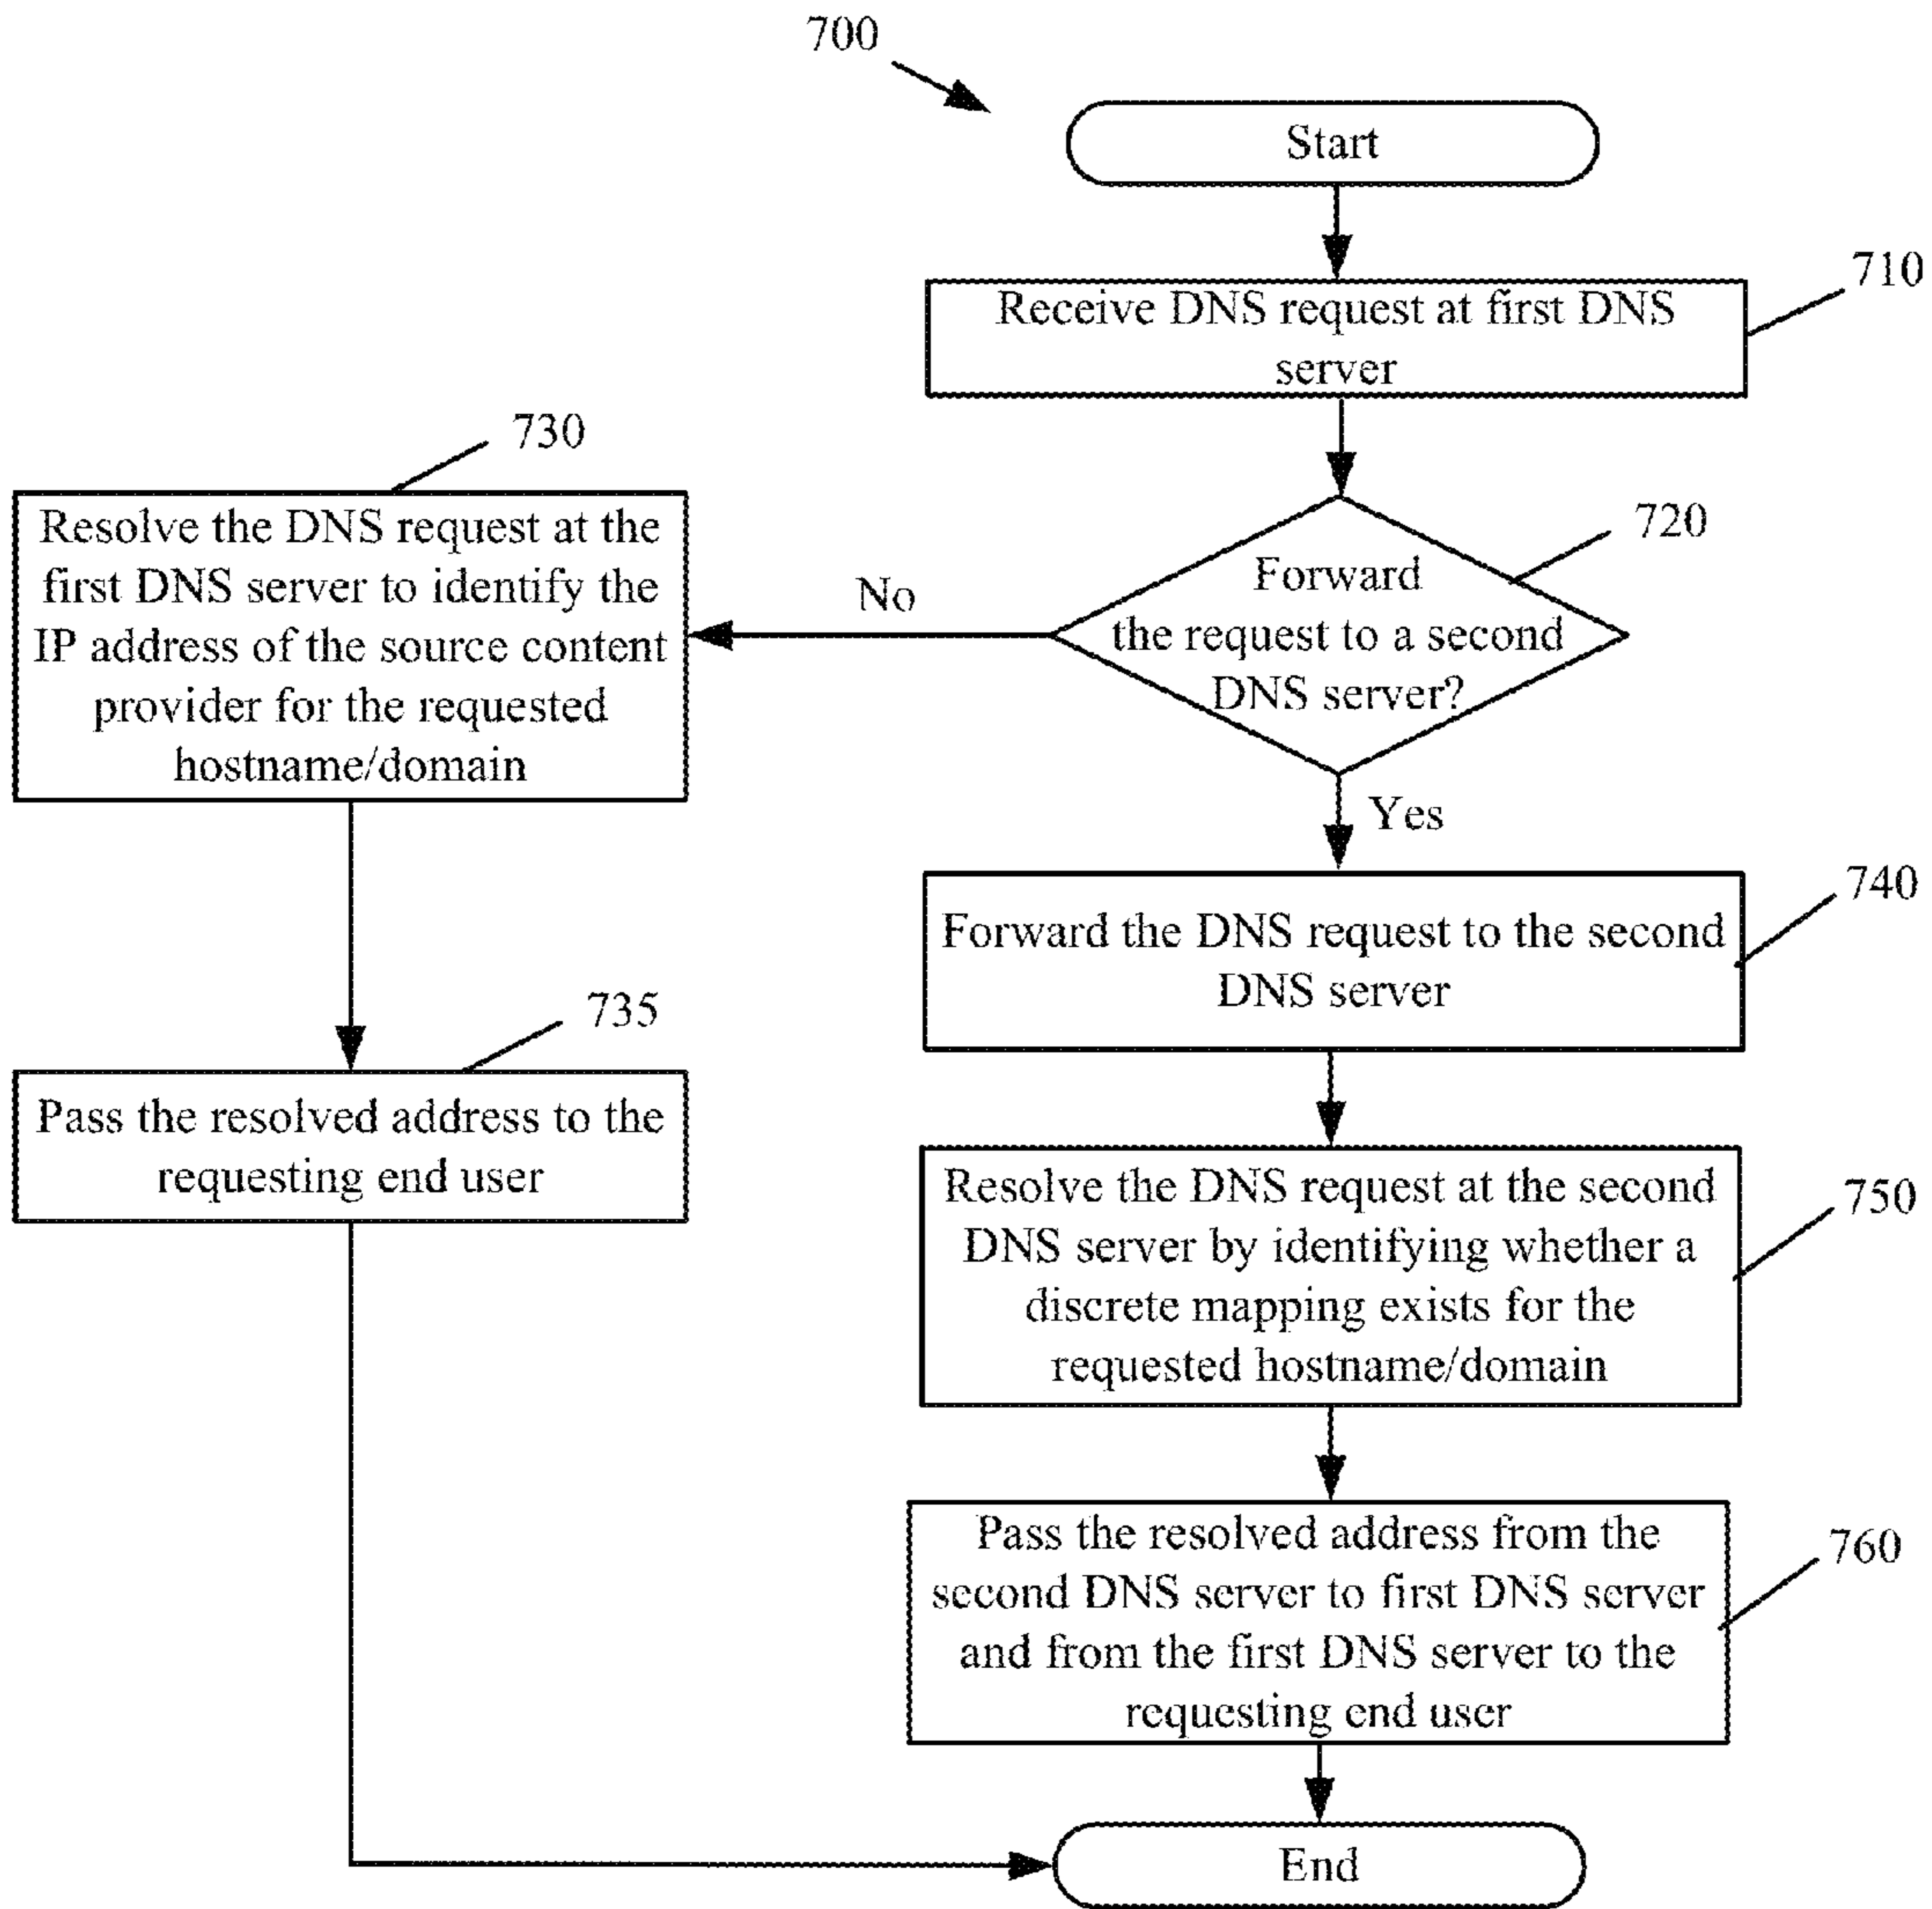 700
Start
710
Receive DNS request at first DNS
server
730
Resolve the DNS request at the
first DNS server to identify the
IP address of the source content
provider for the requested
hostname/domain
720
Forward
the request to a second
DNS server?
No
Yes
740
Forward the DNS request to the second
DNS server
735
Pass the resolved address to the
requesting end user
750
Resolve the DNS request at the second
DNS server by identifying whether a
discrete mapping exists for the
requested hostname/domain
760
Pass the resolved address from the
second DNS server to first DNS server
and from the first DNS server to the
requesting end user
End